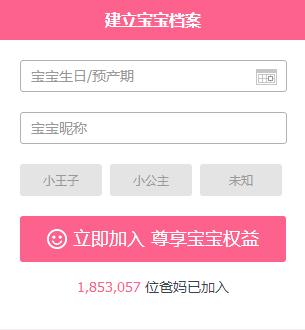 建立宝宝档案
宝宝生日/预产期
宝宝昵称
小王子 小公主 未知
立即加入 尊享宝宝权益
1,853,057 位爸妈已加入